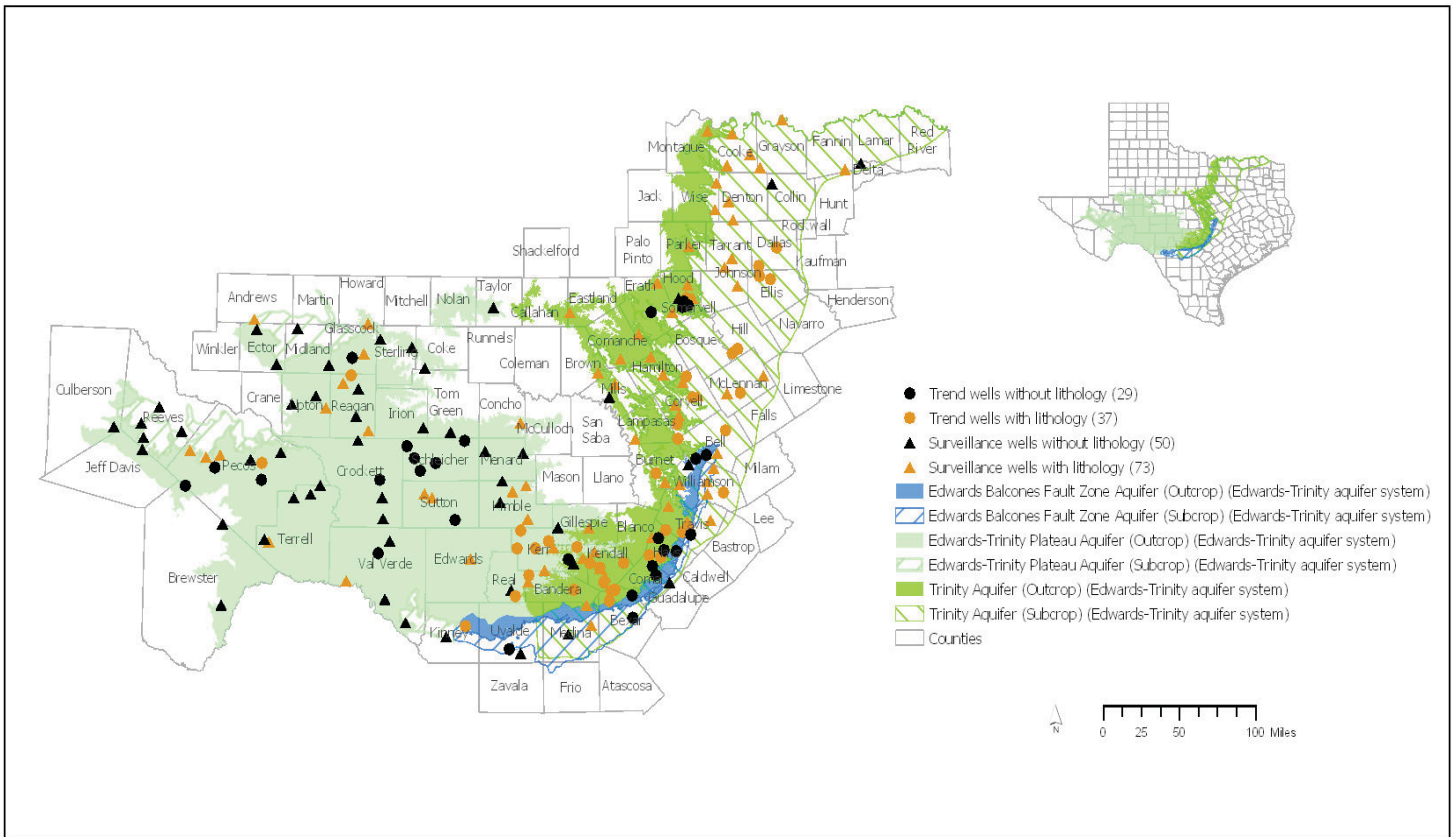 Montague
Cooke
Grayson
Fannin
Lamar
Red
River
Delta
Jack
Wise
Denton
Collin
Hunt
Rockwall
Shackelford
Palo
Pinto
Parker
Tarrant
Dallas
Kaufman
Johnson
Ellis
Henderson
Hood
Erath
Somervell
Andrews
Martin
Howard
Mitchell
Nolan
Taylor
Callahan
Eastland
Navarro
Hill
Bosque
Comanche
Winkler
Ector
Midland
Glasscock
Sterling
Coke
Runnels
Coleman
Brown
Hamilton
McLennan
Limestone
Mills
Coryell
Falls
Culberson
Reeves
Crane
Upton
Reagan
Irion
Tom
Green
Concho
McCulloch
San
Saba
Lampasas
Bell
Milam
Jeff Davis
Pecos
Crockett
Schleicher
Menard
Mason
Llano
Burnet
Williamson
Sutton
Kimble
Gillespie
Blanco
Travis
Lee
Bastrop
Terrell
Val Verde
Edwards
Kerr
Kendall
Real
Bandera
Comal
Caldwell
Guadalupe
Brewster
Kinney
Uvalde
Medina
Bexar
Zavala
Frio
Atascosa
Trend wells without lithology (29)
Trend wells with lithology (37)
Surveillance wells without lithology (50)
Surveillance wells with lithology (73)
Edwards Balcones Fault Zone Aquifer (Outcrop) (Edwards-Trinity aquifer system)
Edwards Balcones Fault Zone Aquifer (Subcrop) (Edwards-Trinity aquifer system)
Edwards-Trinity Plateau Aquifer (Outcrop) (Edwards-Trinity aquifer system)
Edwards-Trinity Plateau Aquifer (Subcrop) (Edwards-Trinity aquifer system)
Trinity Aquifer (Outcrop) (Edwards-Trinity aquifer system)
Trinity Aquifer (Subcrop) (Edwards-Trinity aquifer system)
Counties
N
0 25 50 100 Miles